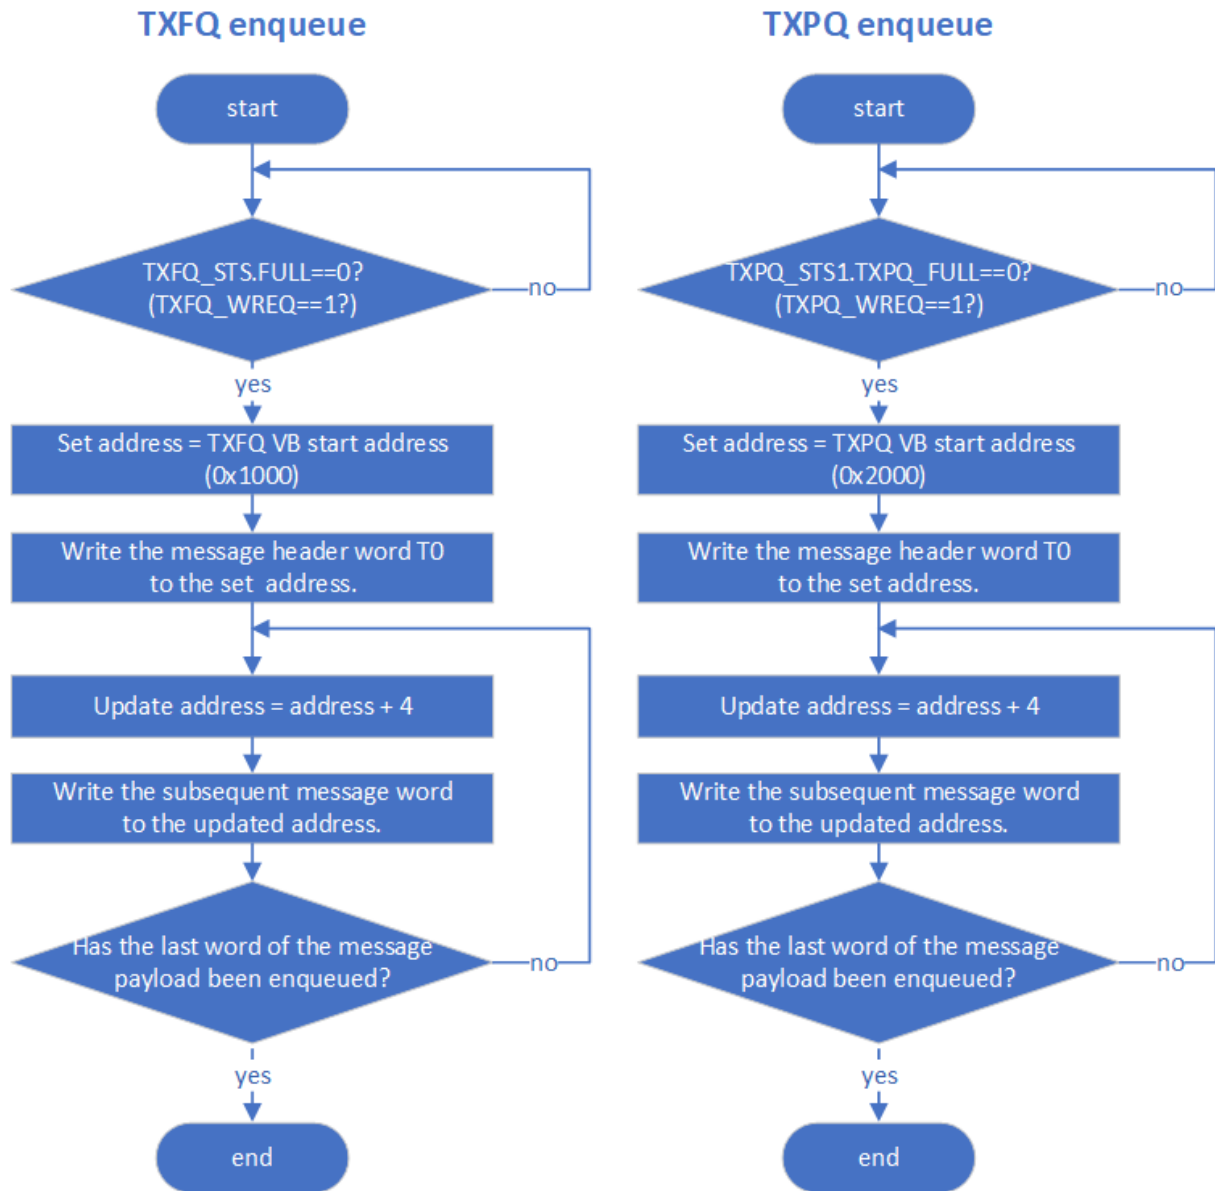 TXFQ enqueue
start
TXFQ_STS.FULL==0?
(TXFQ_WREQ==1?)
no
yes
Set address = TXFQ VB start address
(0x1000)
Write the message header word T0
to the set address.
Update address = address + 4
Write the subsequent message word
to the updated address.
Has the last word of the message
payload been enqueued?
no
yes
end
TXPQ enqueue
start
TXPQ_STS1.TXPQ_FULL==0?
(TXPQ_WREQ==1?)
no
yes
Set address = TXPQ VB start address
(0x2000)
Write the message header word T0
to the set address.
Update address = address + 4
Write the subsequent message word
to the updated address.
Has the last word of the message
payload been enqueued?
no
yes
end